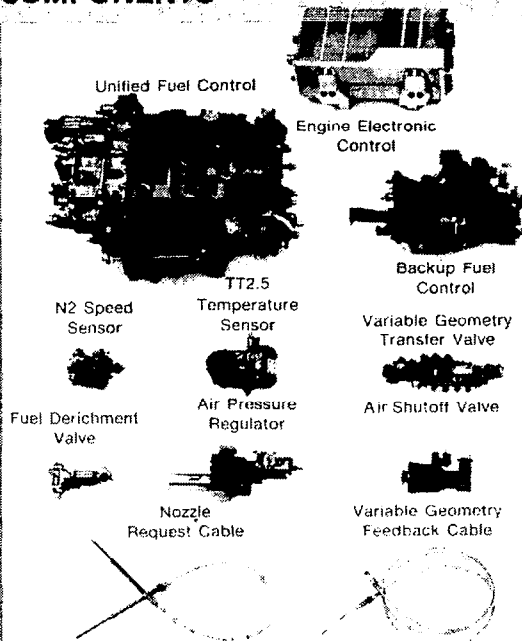 COMPONENTS
Unified Fuel Control
Engine Electronic
Control
Backup Fuel
Control
N2 Speed
Sensor
TT2.5
Temperature
Sensor
Variable Geometry
Transfer Valve
Fuel Derichment
Valve
Air Pressure
Regulator
Air Shutoff Valve
Nozzle
Request Cable
Variable Geometry
Feedback Cable